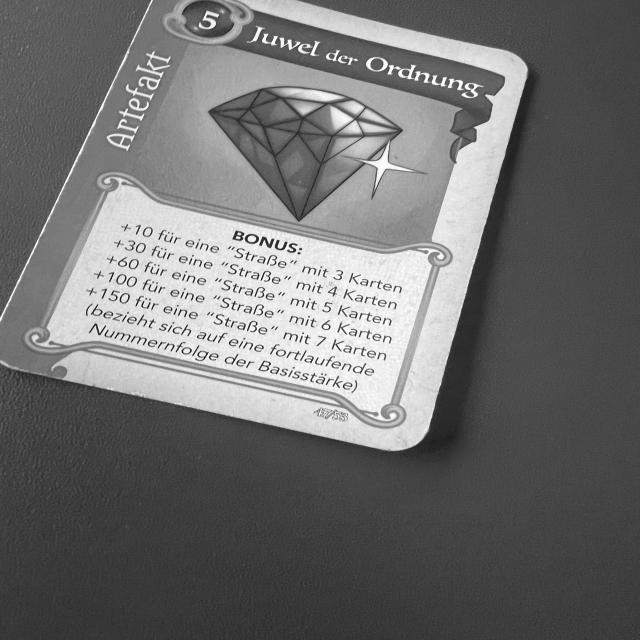 5
Juwel der Ordnung
Artefakt
BONUS:
+10 für eine "Straße" mit 3 Karten
+30 für eine "Straße" mit 4 Karten
+60 für eine "Straße" mit 5 Karten
+100 für eine "Straße" mit 6 Karten
+150 für eine "Straße" mit 7 Karten
(bezieht sich auf eine fortlaufende
Nummernfolge der Basisstärke)
47/53